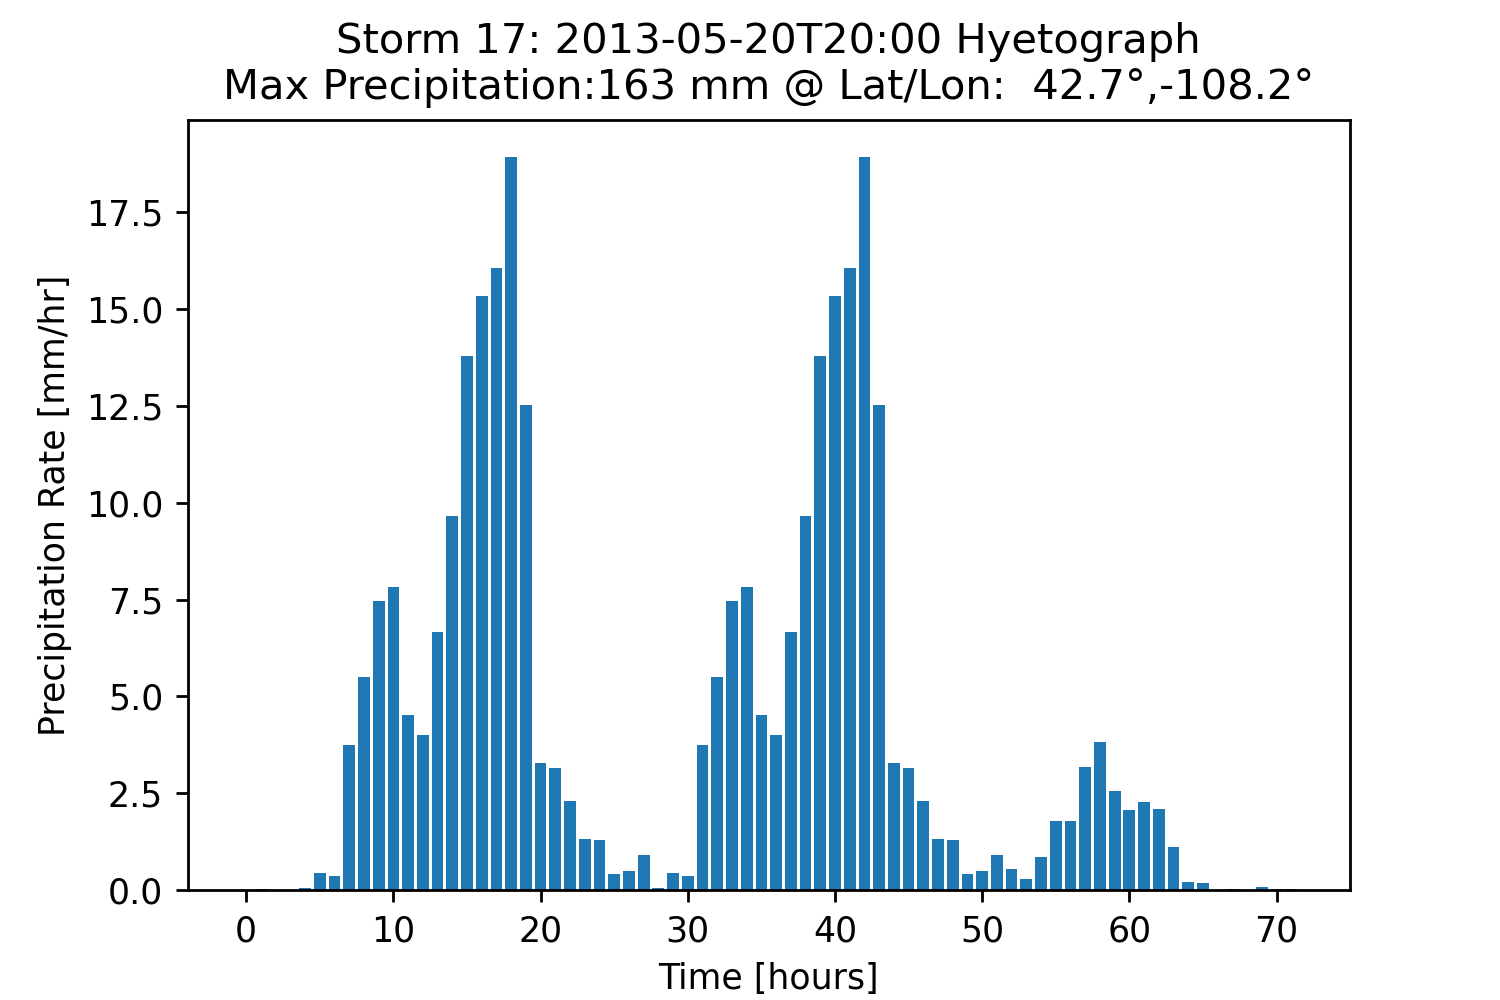 Storm 17: 2013-05-20T20:00 Hyetograph
Max Precipitation:163 mm @ Lat/Lon:  42.7°,-108.2°
Precipitation Rate [mm/hr]
17.5
15.0
12.5
10.0
7.5
5.0
2.5
0.0
0 10 20 30 40 50 60 70
Time [hours]